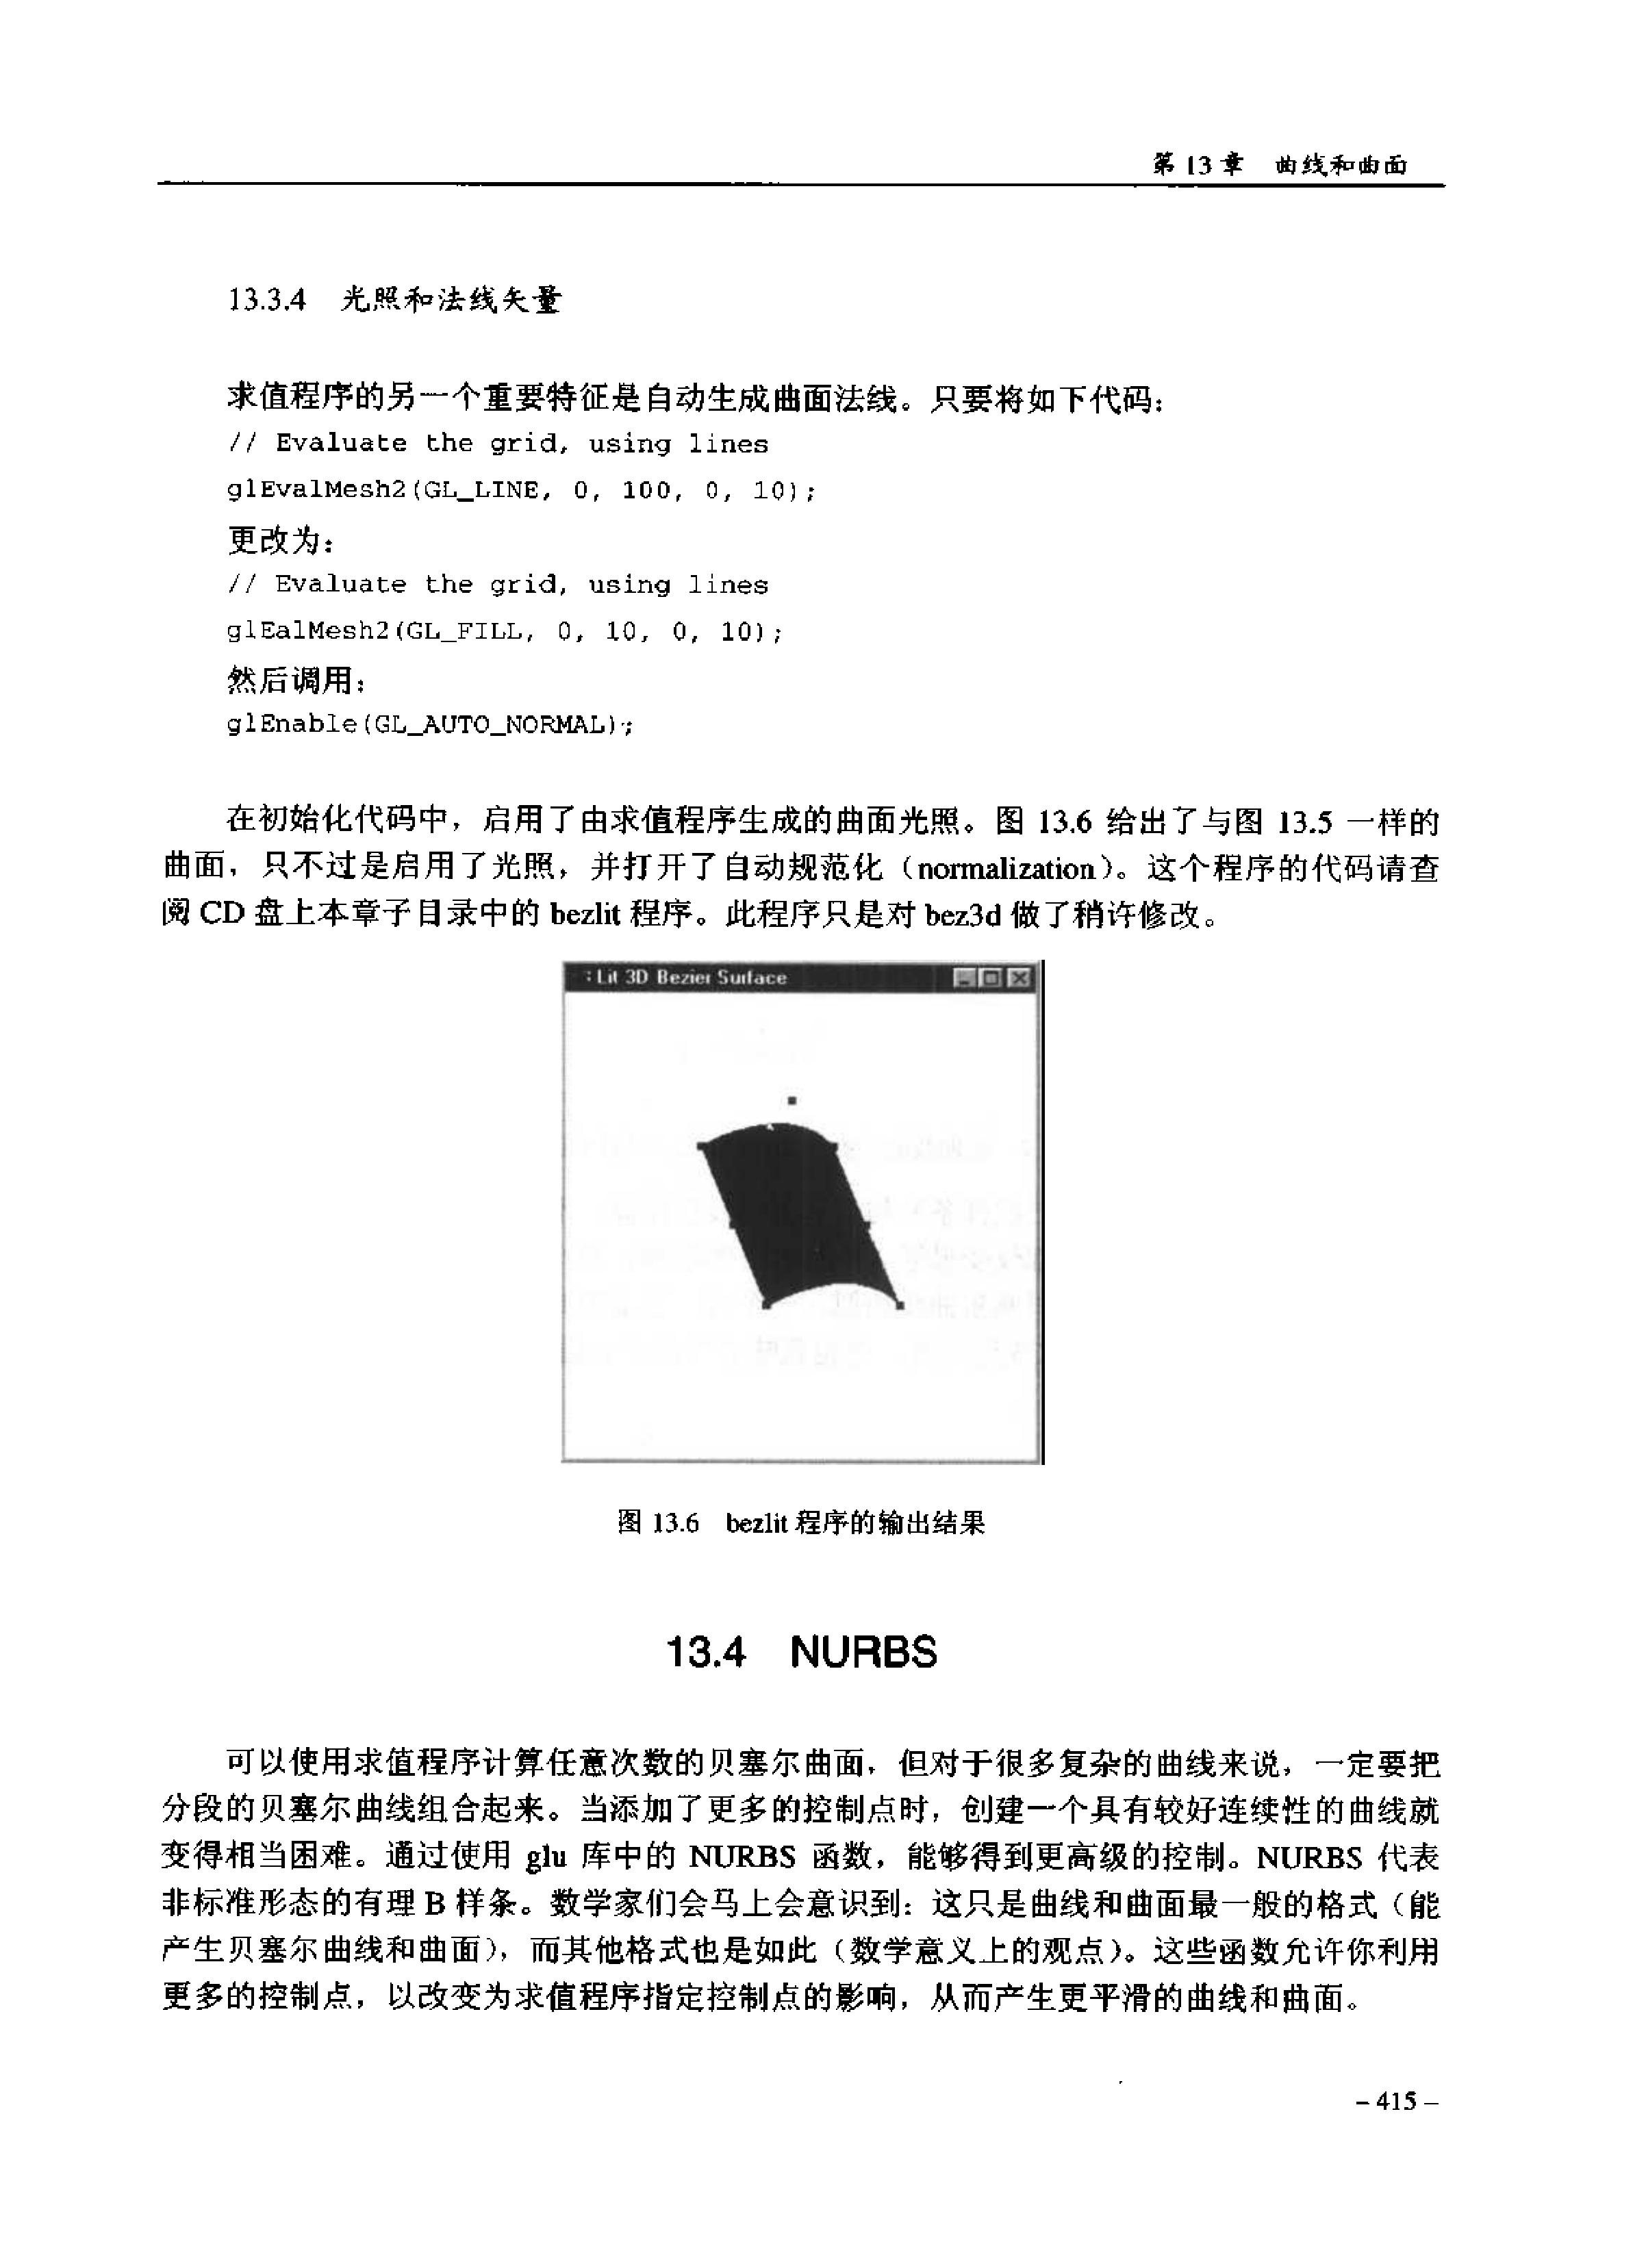 第 13 章 曲线和曲面
13.3.4 光照和法线矢量
求值程序的另一个重要特征是自动生成曲面法线。只要将如下代码：
// Evaluate the grid, using lines
glEvalMesh2(GL_LINE, 0, 100, 0, 10);
更改为：
// Evaluate the grid, using lines
glEalMesh2(GL_FILL, 0, 10, 0, 10);
然后调用：
glEnable(GL_AUTO_NORMAL);
在初始化代码中，启用了由求值程序生成的曲面光照。图 13.6 给出了与图 13.5 一样的
曲面，只不过是启用了光照，并打开了自动规范化（normalization）。这个程序的代码请查
阅 CD 盘上本章子目录中的 bezlit 程序。此程序只是对 bez3d 做了稍许修改。
Lit 3D Bezier Surface
图 13.6 bezlit 程序的输出结果
13.4 NURBS
可以使用求值程序计算任意次数的贝塞尔曲面，但对于很多复杂的曲线来说，一定要把
分段的贝塞尔曲线组合起来。当添加了更多的控制点时，创建一个具有较好连续性的曲线就
变得相当困难。通过使用 glu 库中的 NURBS 函数，能够得到更高级的控制。NURBS 代表
非标准形态的有理 B 样条。数学家们会马上会意识到：这只是曲线和曲面最一般的格式（能
产生贝塞尔曲线和曲面），而其他格式也是如此（数学意义上的观点）。这些函数允许你利用
更多的控制点，以改变为求值程序指定控制点的影响，从而产生更平滑的曲线和曲面。
– 415 –